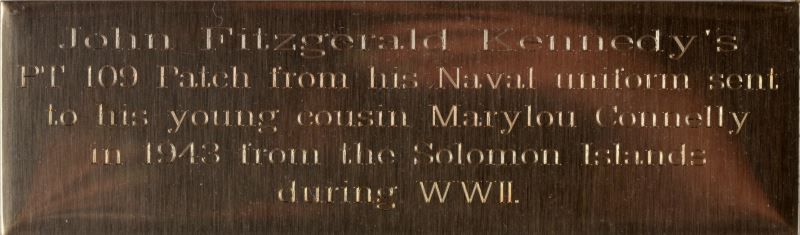 John Fitzgerald Kennedy's
PT 109 Patch from his Naval uniform sent
to his young cousin Marylou Connelly
in 1943 from the Solomon Islands
during WWII.